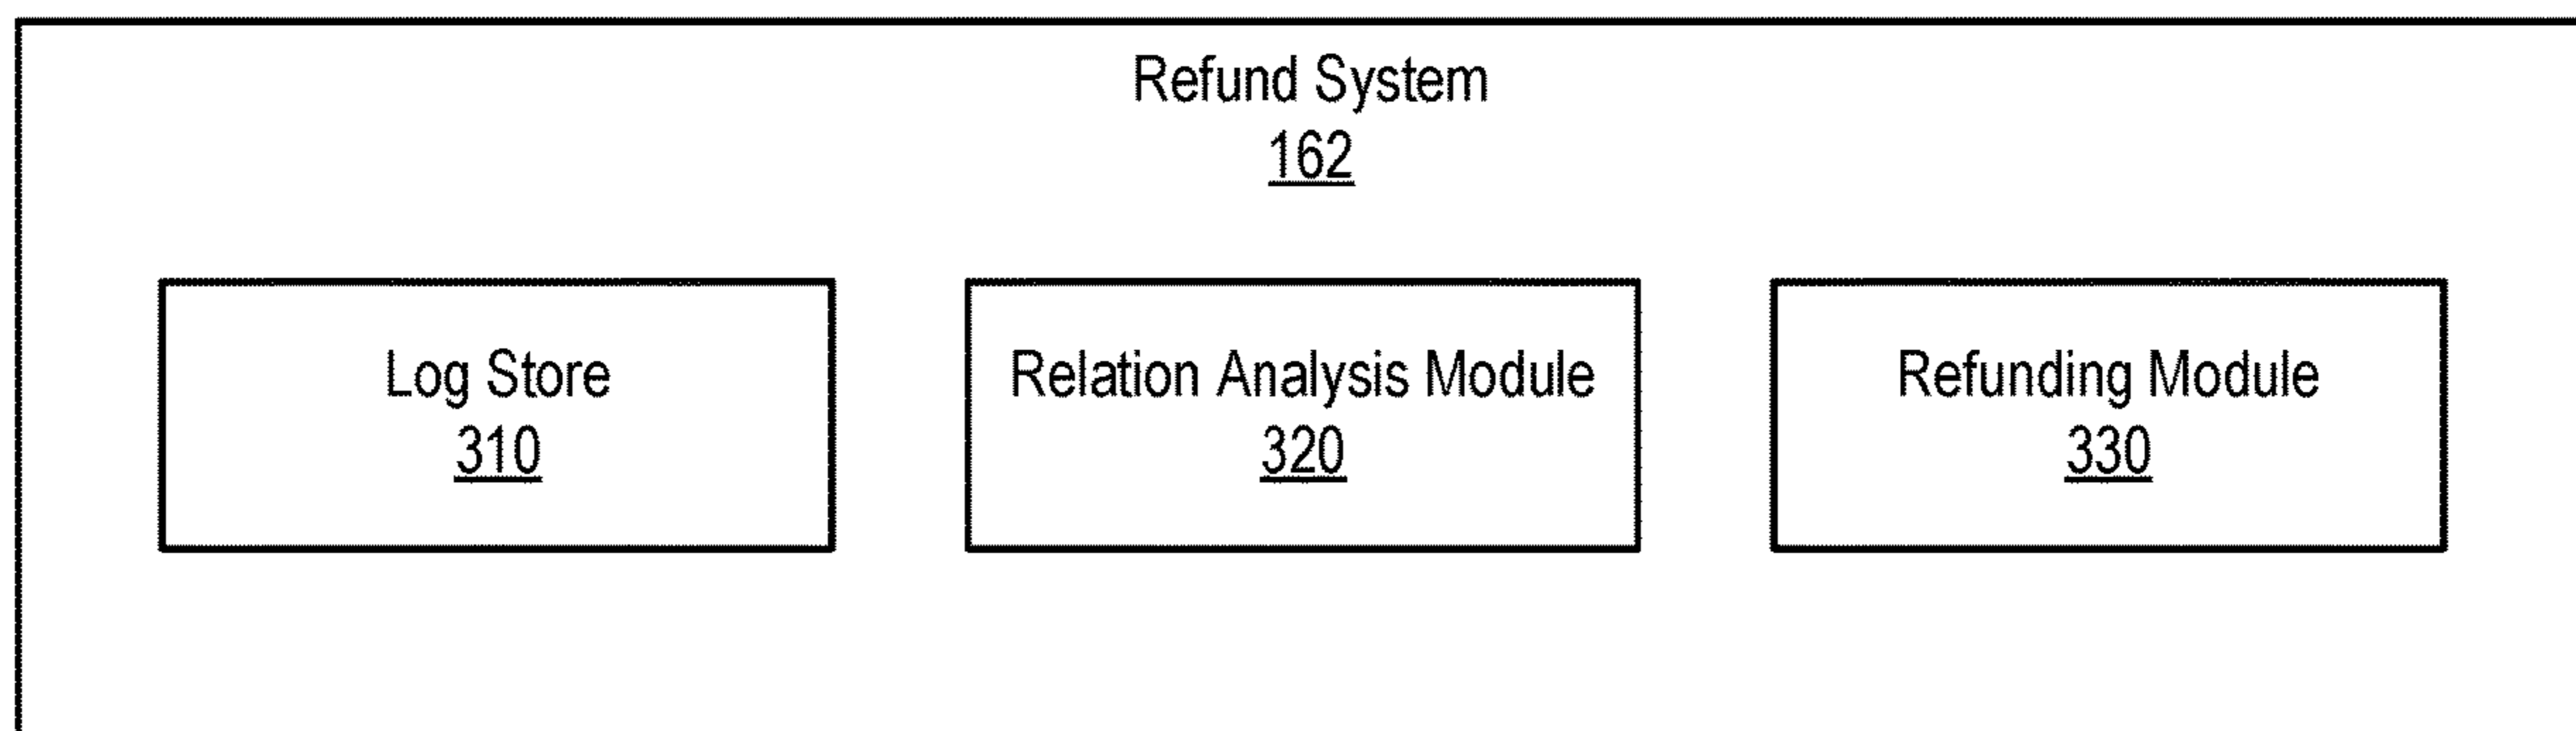 Refund System
162
Log Store
310
Relation Analysis Module
320
Refunding Module
330